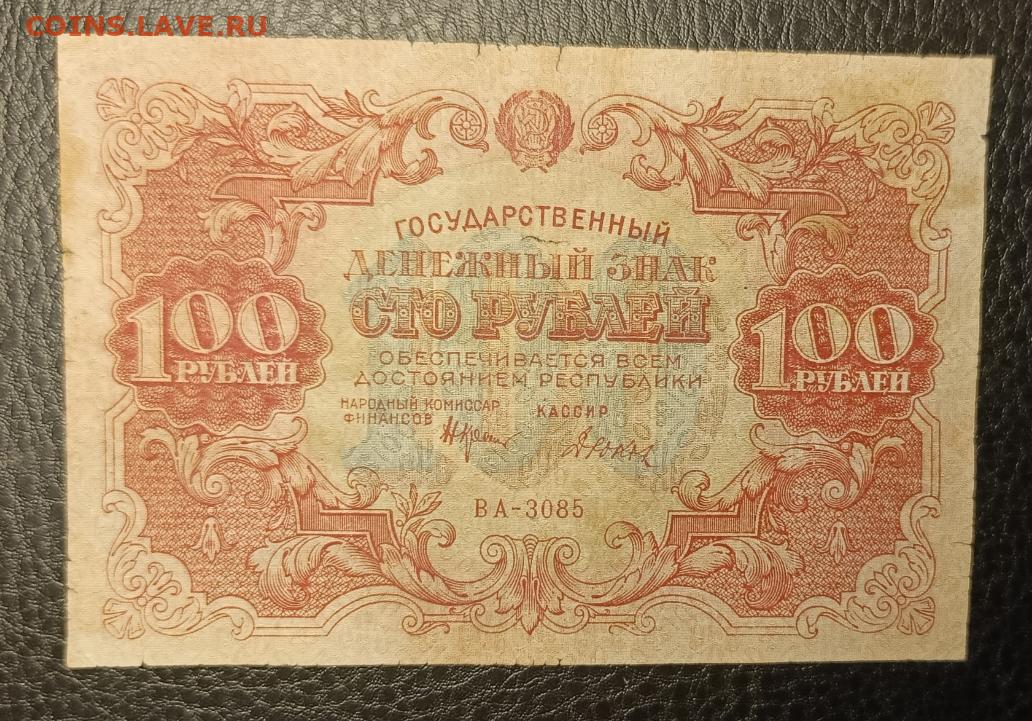 COINS.LAVE.RU
ГОСУДАРСТВЕННЫЙ
ДЕНЕЖНЫЙ ЗНАК
СТО РУБЛЕЙ
100
РУБЛЕЙ
100
РУБЛЕЙ
ОБЕСПЕЧИВАЕТСЯ ВСЕМ
ДОСТОЯНИЕМ РЕСПУБЛИКИ
НАРОДНЫЙ КОМИССАР
ФИНАНСОВ
КАССИР
ВА-3085